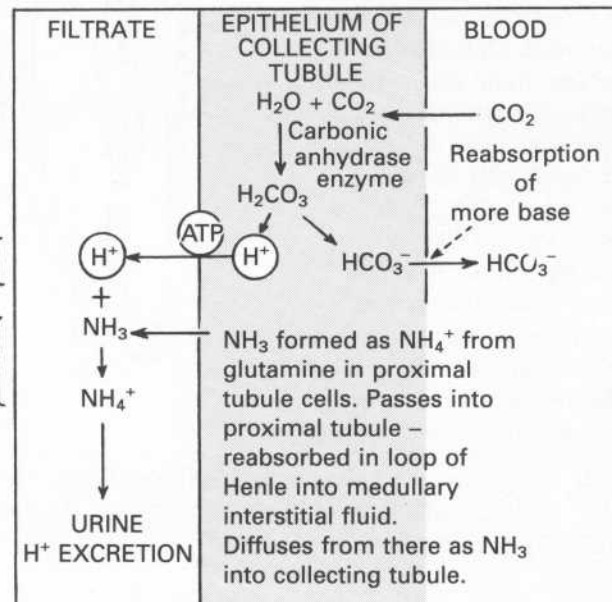 FILTRATE
EPITHELIUM OF
COLLECTING
TUBULE
BLOOD
H₂O + CO₂
CO₂
Carbonic
anhydrase
enzyme
Reabsorption
of
more base
H₂CO₃
ATP
H⁺
H⁺
HCO₃⁻
HCO₃⁻
+
NH₃
NH₄⁺
NH₃ formed as NH₄⁺ from
glutamine in proximal
tubule cells. Passes into
proximal tubule –
reabsorbed in loop of
Henle into medullary
interstitial fluid.
Diffuses from there as NH₃
into collecting tubule.
URINE
H⁺ EXCRETION